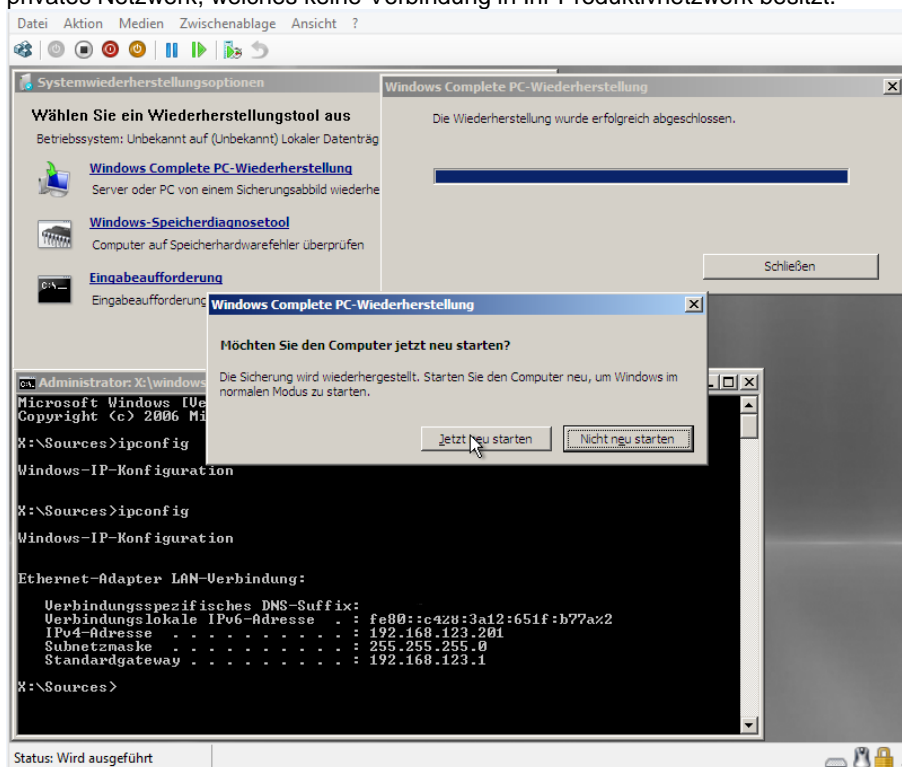 privates Netzwerk, welches keine Verbindung in Ihr Produktivnetzwerk besitzt.
Datei Aktion Medien Zwischenablage Ansicht ?
Systemwiederherstellungsoptionen
Wählen Sie ein Wiederherstellungstool aus
Betriebssystem: Unbekannt auf (Unbekannt) Lokaler Datenträg
Windows Complete PC-Wiederherstellung
Server oder PC von einem Sicherungsabbild wiederhe
Windows-Speicherdiagnosetool
Computer auf Speicherhardwarefehler überprüfen
C:\
Eingabeaufforderung
Eingabeaufforderung
Windows Complete PC-Wiederherstellung
Die Wiederherstellung wurde erfolgreich abgeschlossen.
Schließen
Windows Complete PC-Wiederherstellung
Möchten Sie den Computer jetzt neu starten?
Die Sicherung wird wiederhergestellt. Starten Sie den Computer neu, um Windows im
normalen Modus zu starten.
Jetzt neu starten
Nicht neu starten
Administrator: X:\windows
Microsoft Windows [Ve
Copyright (c) 2006 Mi
X:\Sources>ipconfig
Windows-IP-Konfiguration
X:\Sources>ipconfig
Windows-IP-Konfiguration
Ethernet-Adapter LAN-Verbindung:
Verbindungsspezifisches DNS-Suffix:
Verbindungslokale IPv6-Adresse . : fe80::c428:3a12:651f:b77a%2
IPv4-Adresse . . . . . . . . . . : 192.168.123.201
Subnetzmaske . . . . . . . . . . : 255.255.255.0
Standardgateway . . . . . . . . . : 192.168.123.1
X:\Sources>
Status: Wird ausgeführt